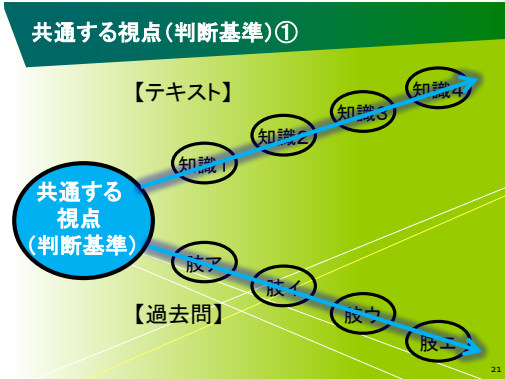 共通する視点(判断基準)①
【テキスト】
知識1
知識2
知識3
知識4
共通する
視点
(判断基準)
肢ア
肢イ
肢ウ
肢エ
【過去問】
21